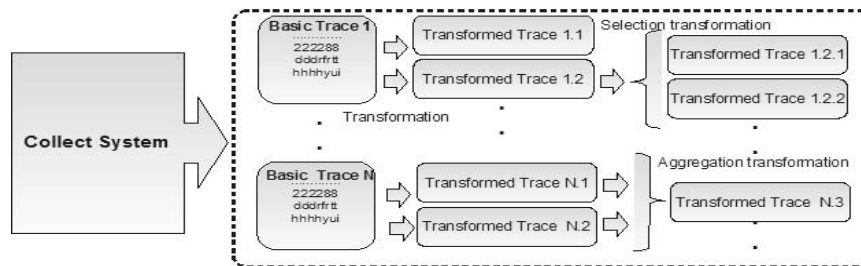 Collect System
Basic Trace 1
222288
dddrfrtt
hhhhyui
Transformed Trace 1.1
Transformed Trace 1.2
Selection transformation
Transformed Trace 1.2.1
Transformed Trace 1.2.2
Transformation
Basic Trace N
222288
dddrfrtt
hhhhyui
Transformed Trace N.1
Transformed Trace N.2
Aggregation transformation
Transformed Trace N.3